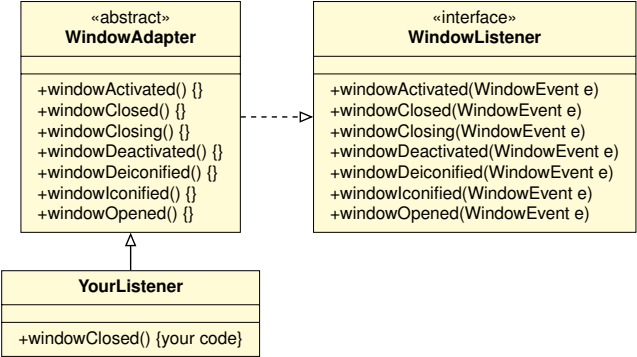 «abstract»
WindowAdapter
+windowActivated() {}
+windowClosed() {}
+windowClosing() {}
+windowDeactivated() {}
+windowDeiconified() {}
+windowIconified() {}
+windowOpened() {}
«interface»
WindowListener
+windowActivated(WindowEvent e)
+windowClosed(WindowEvent e)
+windowClosing(WindowEvent e)
+windowDeactivated(WindowEvent e)
+windowDeiconified(WindowEvent e)
+windowIconified(WindowEvent e)
+windowOpened(WindowEvent e)
YourListener
+windowClosed() {your code}